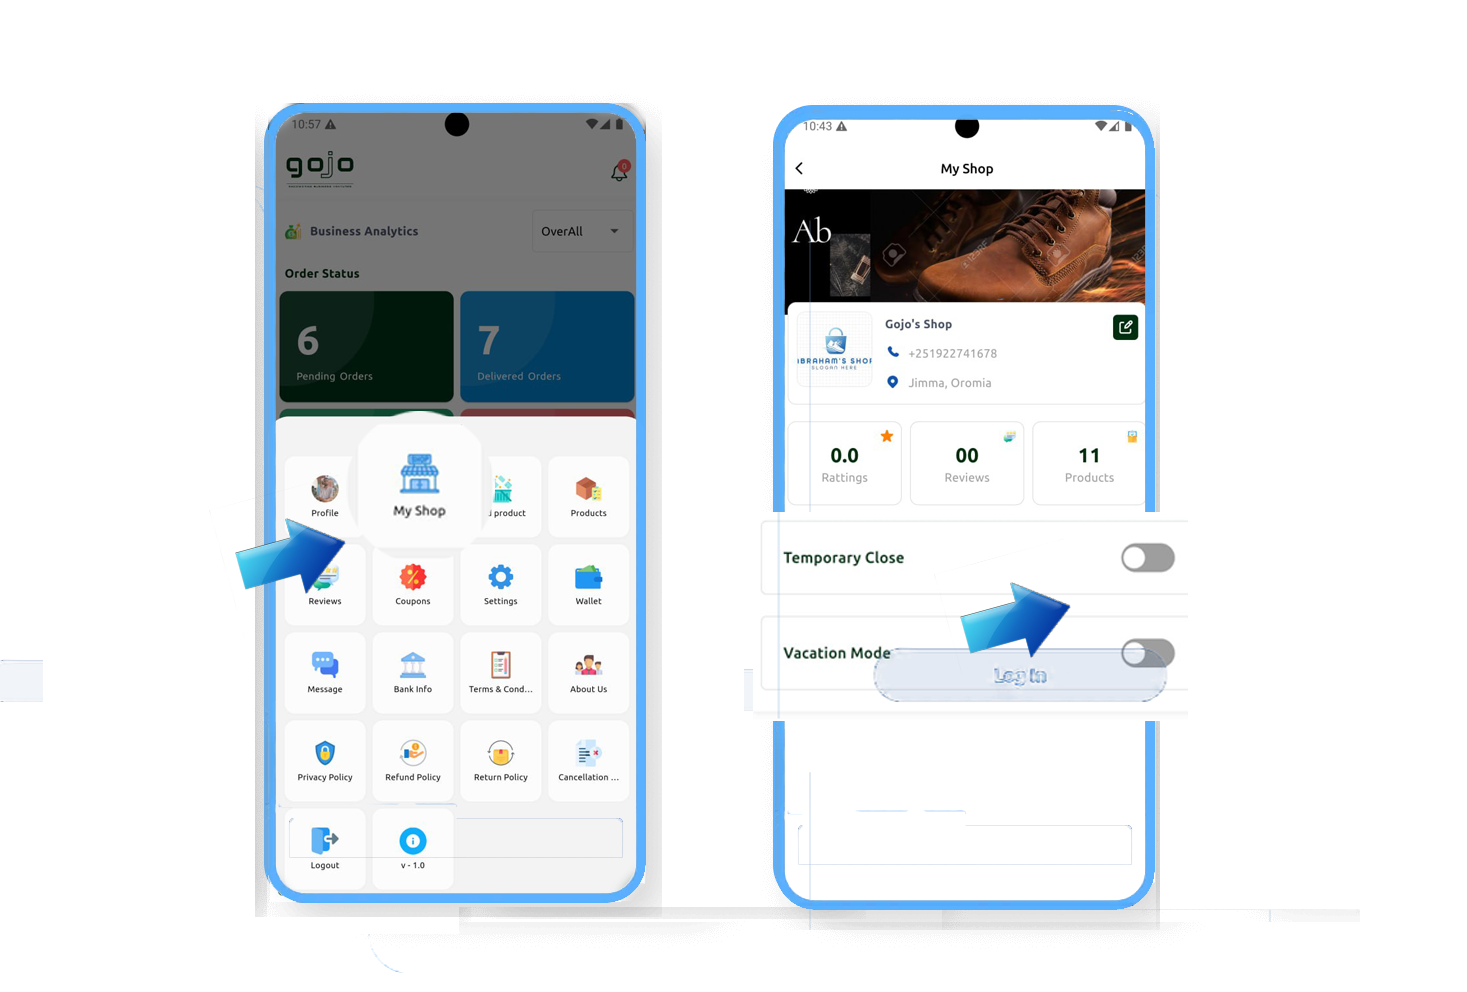 10:57
gojo
0
Business Analytics
OverAll
Order Status
6
Pending Orders
7
Delivered Orders
Profile
My Shop
product
Products
Reviews
Coupons
Settings
Wallet
Message
Bank Info
Terms & Cond...
About Us
Privacy Policy
Refund Policy
Return Policy
Cancellation ...
Logout
v - 1.0
10:43
My Shop
Ab
Gojo's Shop
BRAHAM'S SHOP
SLOGAN HERE
+251922741678
Jimma, Oromia
0.0
Rattings
00
Reviews
11
Products
Temporary Close
Vacation Mode
Log In